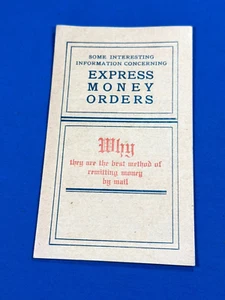 SOME INTERESTING
INFORMATION CONCERNING
EXPRESS
MONEY
ORDERS
Why
they are the best method of
remitting money
by mail